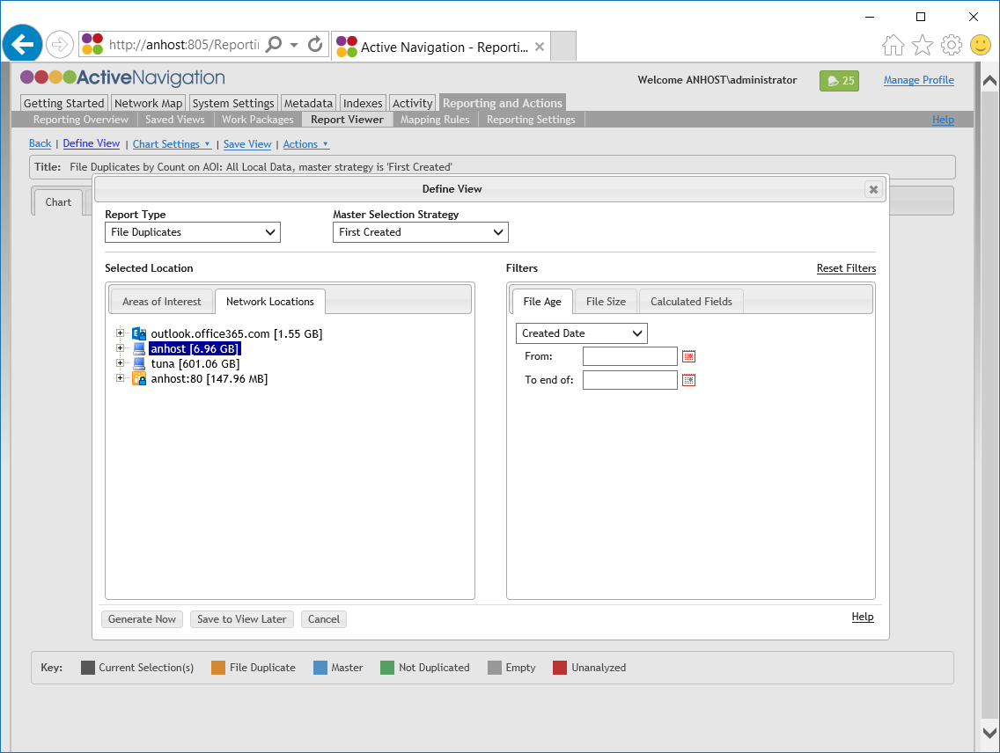 http://anhost:805/Reportin
Active Navigation - Reporti...
ActiveNavigation
Welcome ANHOST\administrator
25
Manage Profile
Getting Started
Network Map
System Settings
Metadata
Indexes
Activity
Reporting and Actions
Reporting Overview
Saved Views
Work Packages
Report Viewer
Mapping Rules
Reporting Settings
Help
Back | Define View | Chart Settings | Save View | Actions
Title: File Duplicates by Count on AOI: All Local Data, master strategy is 'First Created'
Chart
Define View
Report Type
File Duplicates
Master Selection Strategy
First Created
Selected Location
Areas of Interest
Network Locations
outlook.office365.com [1.55 GB]
anhost [6.96 GB]
tuna [601.06 GB]
anhost:80 [147.96 MB]
Filters
Reset Filters
File Age
File Size
Calculated Fields
Created Date
From:
To end of:
Generate Now
Save to View Later
Cancel
Help
Key:
Current Selection(s)
File Duplicate
Master
Not Duplicated
Empty
Unanalyzed